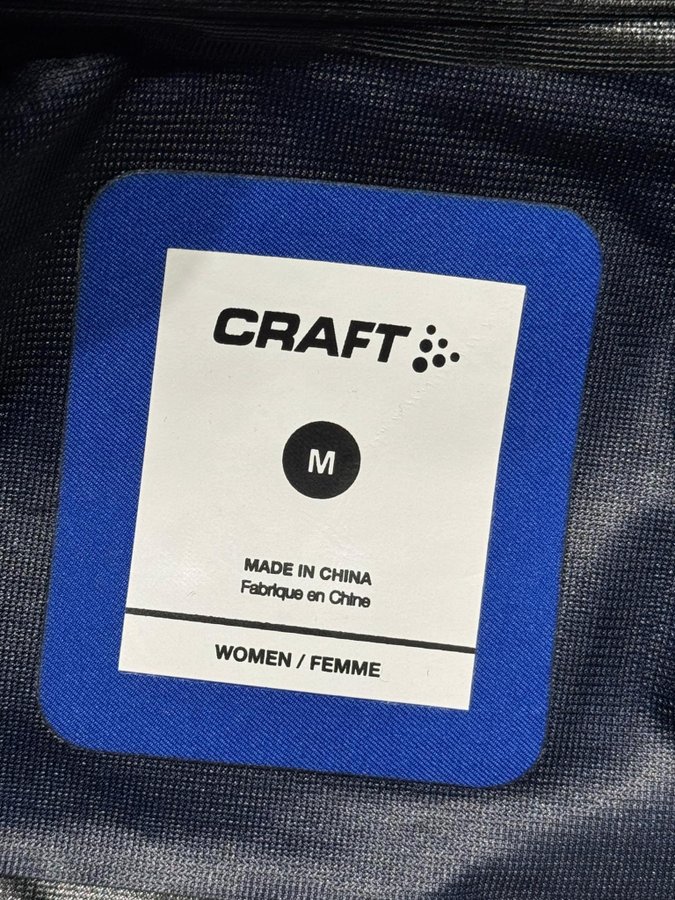 CRAFT
M
MADE IN CHINA
Fabrique en Chine
WOMEN / FEMME